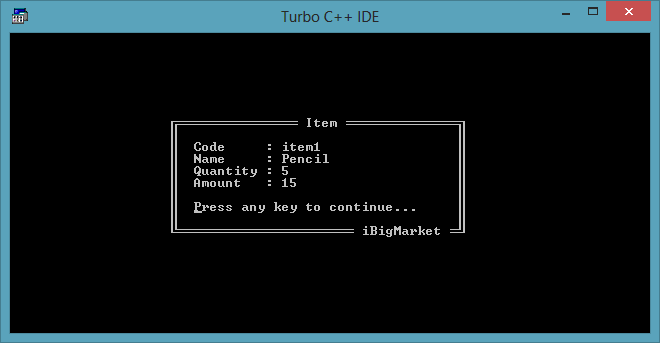 Turbo C++ IDE
Item
Code     : item1
Name     : Pencil
Quantity : 5
Amount   : 15
Press any key to continue...
iBigMarket